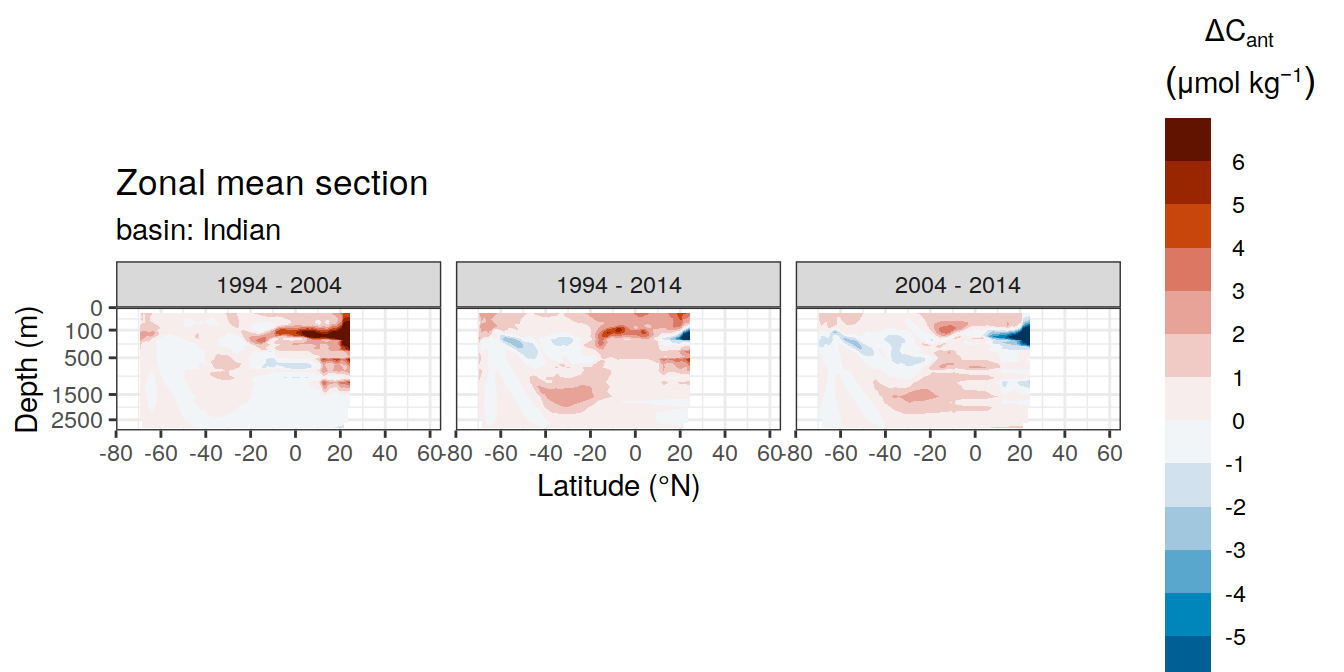 ΔCant
(μmol kg⁻¹)
Zonal mean section
basin: Indian
1994 - 2004
1994 - 2014
2004 - 2014
0
100
500
1500
2500
Depth (m)
-80 -60 -40 -20 0 20 40 60
-80 -60 -40 -20 0 20 40 60
-80 -60 -40 -20 0 20 40 60
Latitude (°N)
6
5
4
3
2
1
0
-1
-2
-3
-4
-5